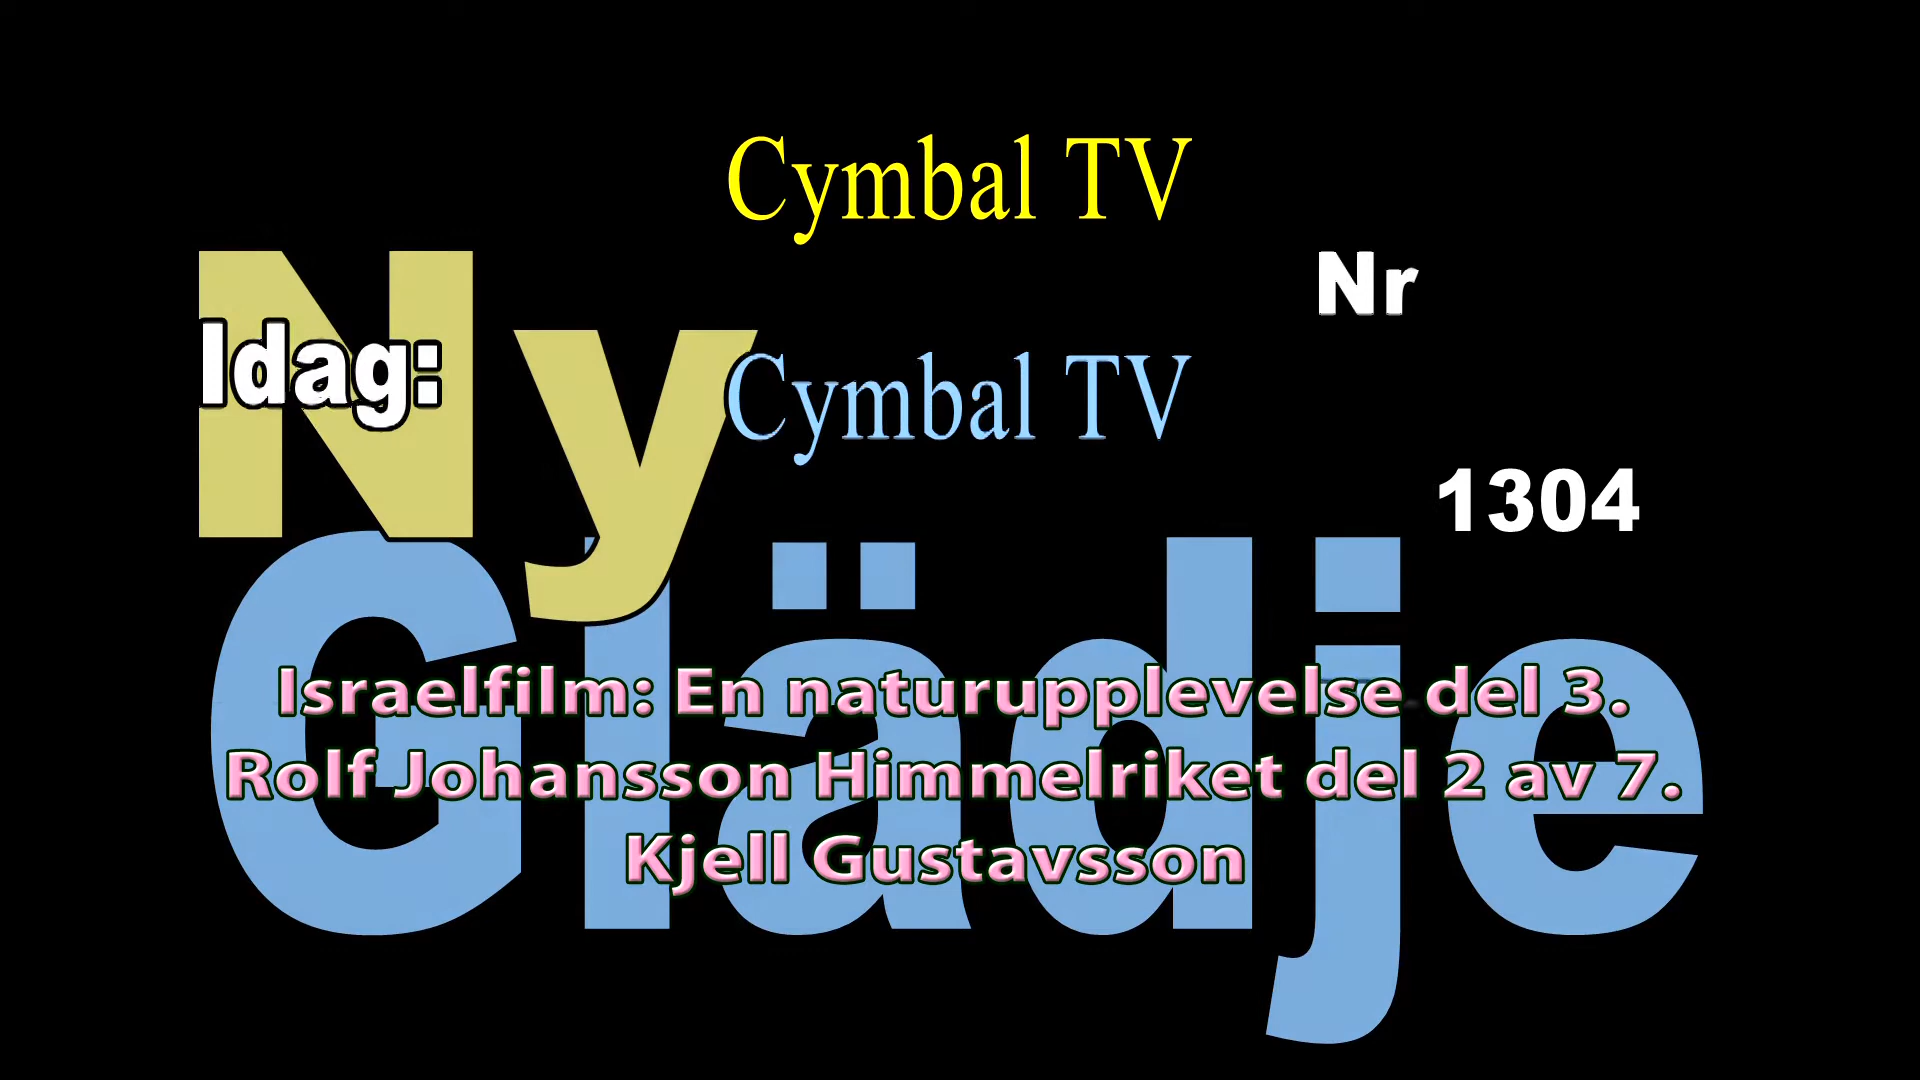 Cymbal TV
Nr
Ny
Idag:
Cymbal TV
1304
Glädje
Israelfilm: En naturupplevelse del 3.
Rolf Johansson Himmelriket del 2 av 7.
Kjell Gustavsson